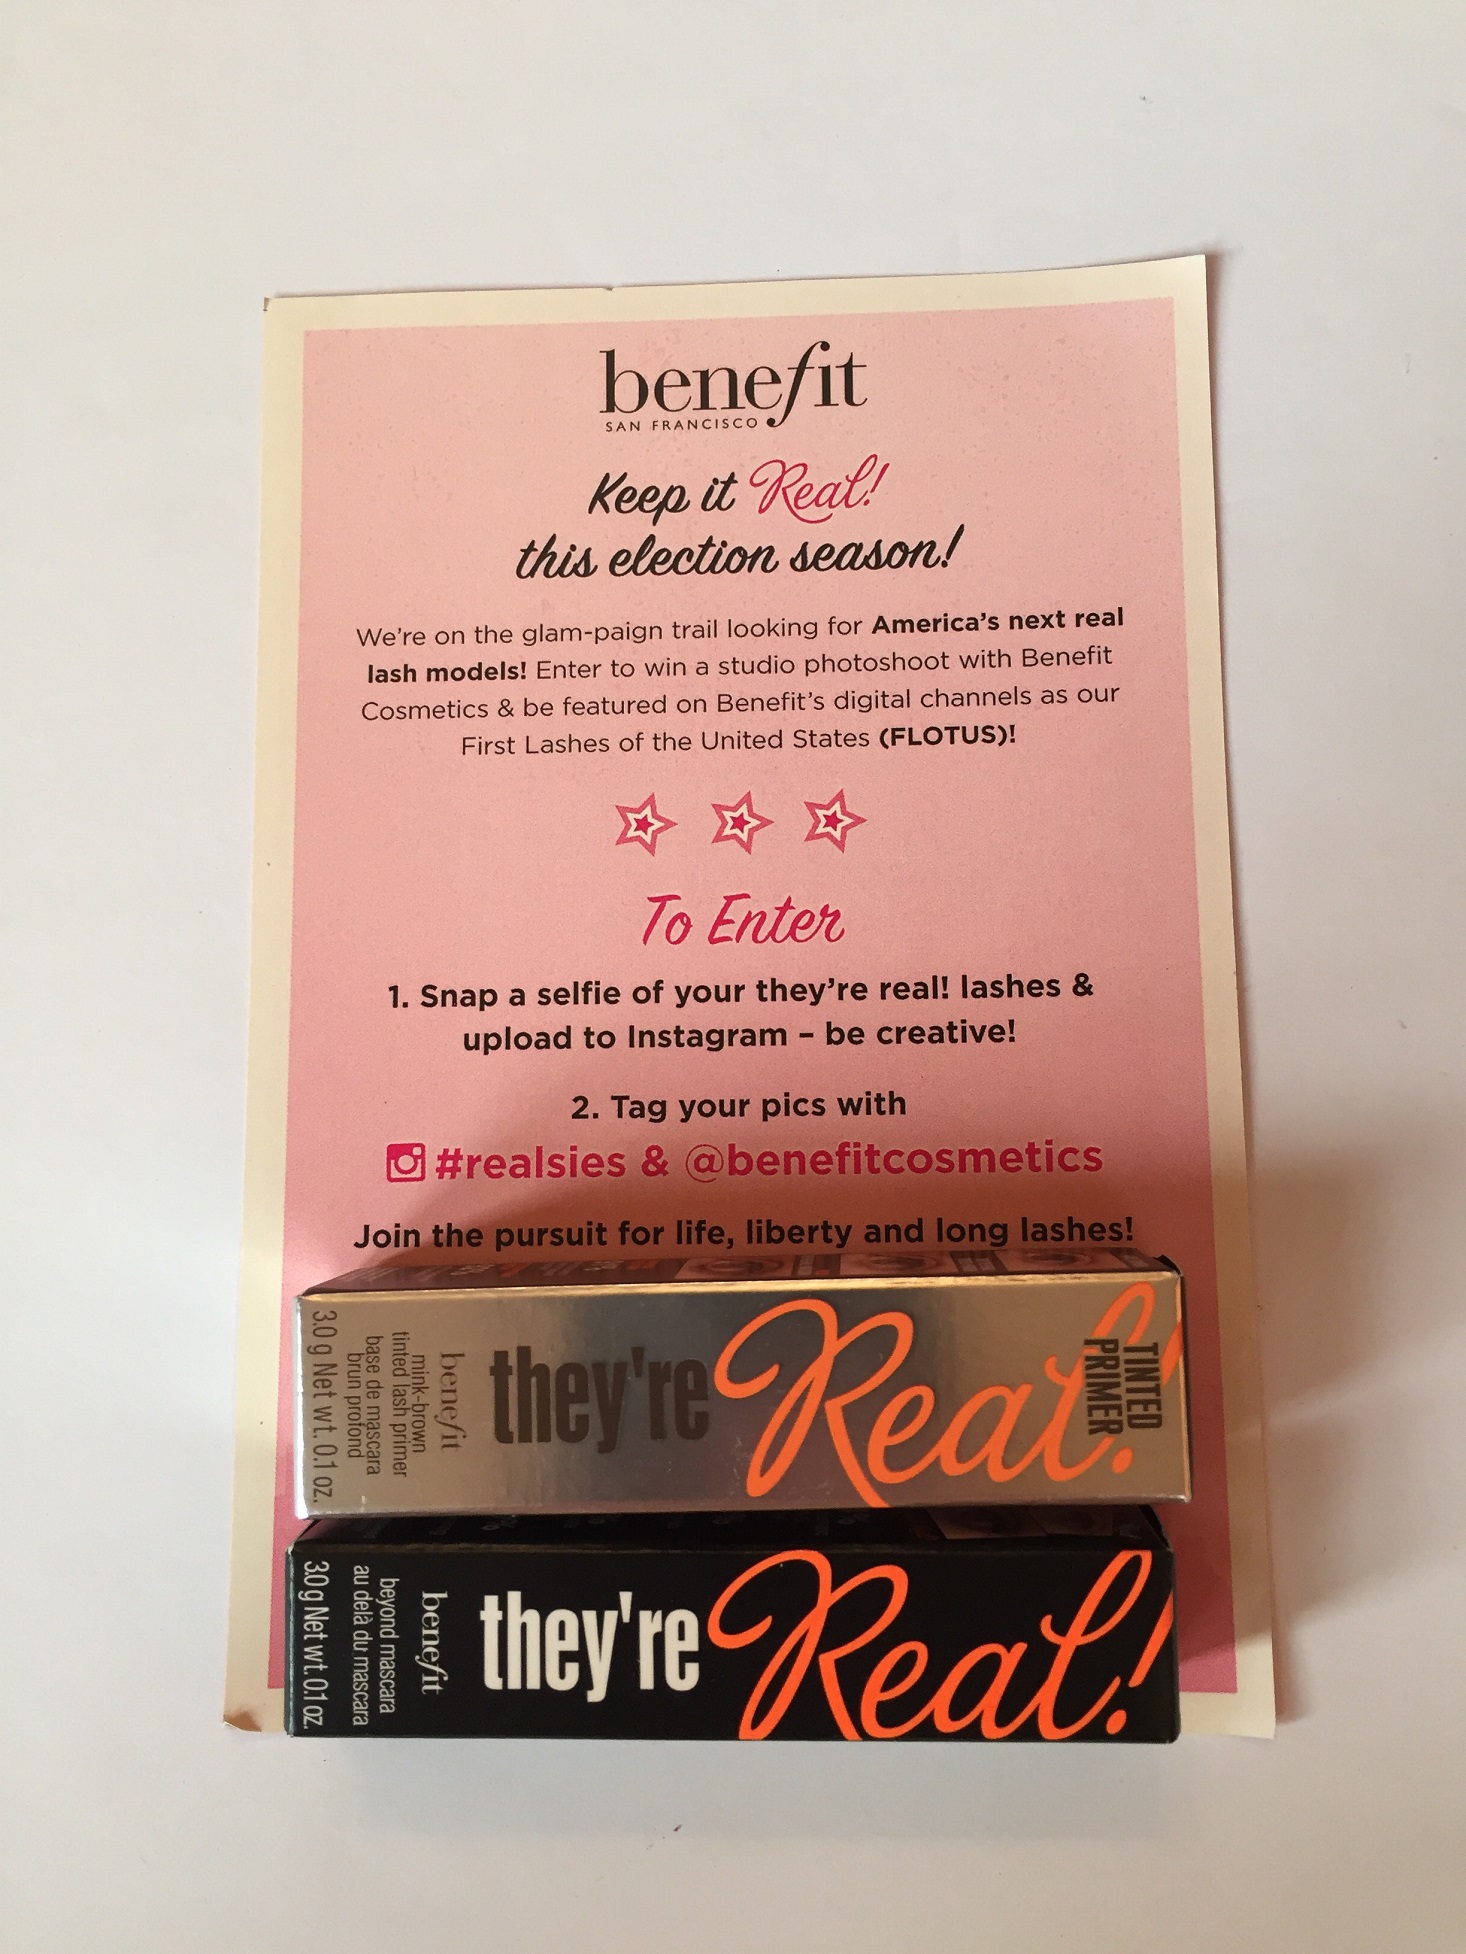 benefit
SAN FRANCISCO
Keep it Real!
this election season!
We're on the glam-paign trail looking for America's next real
lash models! Enter to win a studio photoshoot with Benefit
Cosmetics & be featured on Benefit's digital channels as our
First Lashes of the United States (FLOTUS)!
To Enter
1. Snap a selfie of your they're real! lashes &
upload to Instagram – be creative!
2. Tag your pics with
#realsies & @benefitcosmetics
Join the pursuit for life, liberty and long lashes!
they're Real!
TINTED
PRIMER
benefit
mink-brown
tinted lash primer
base de mascara
brun profond
3.0 g Net wt. 0.1 oz.
they're Real!
benefit
beyond mascara
au delà du mascara
3.0 g Net wt. 0.1 oz.